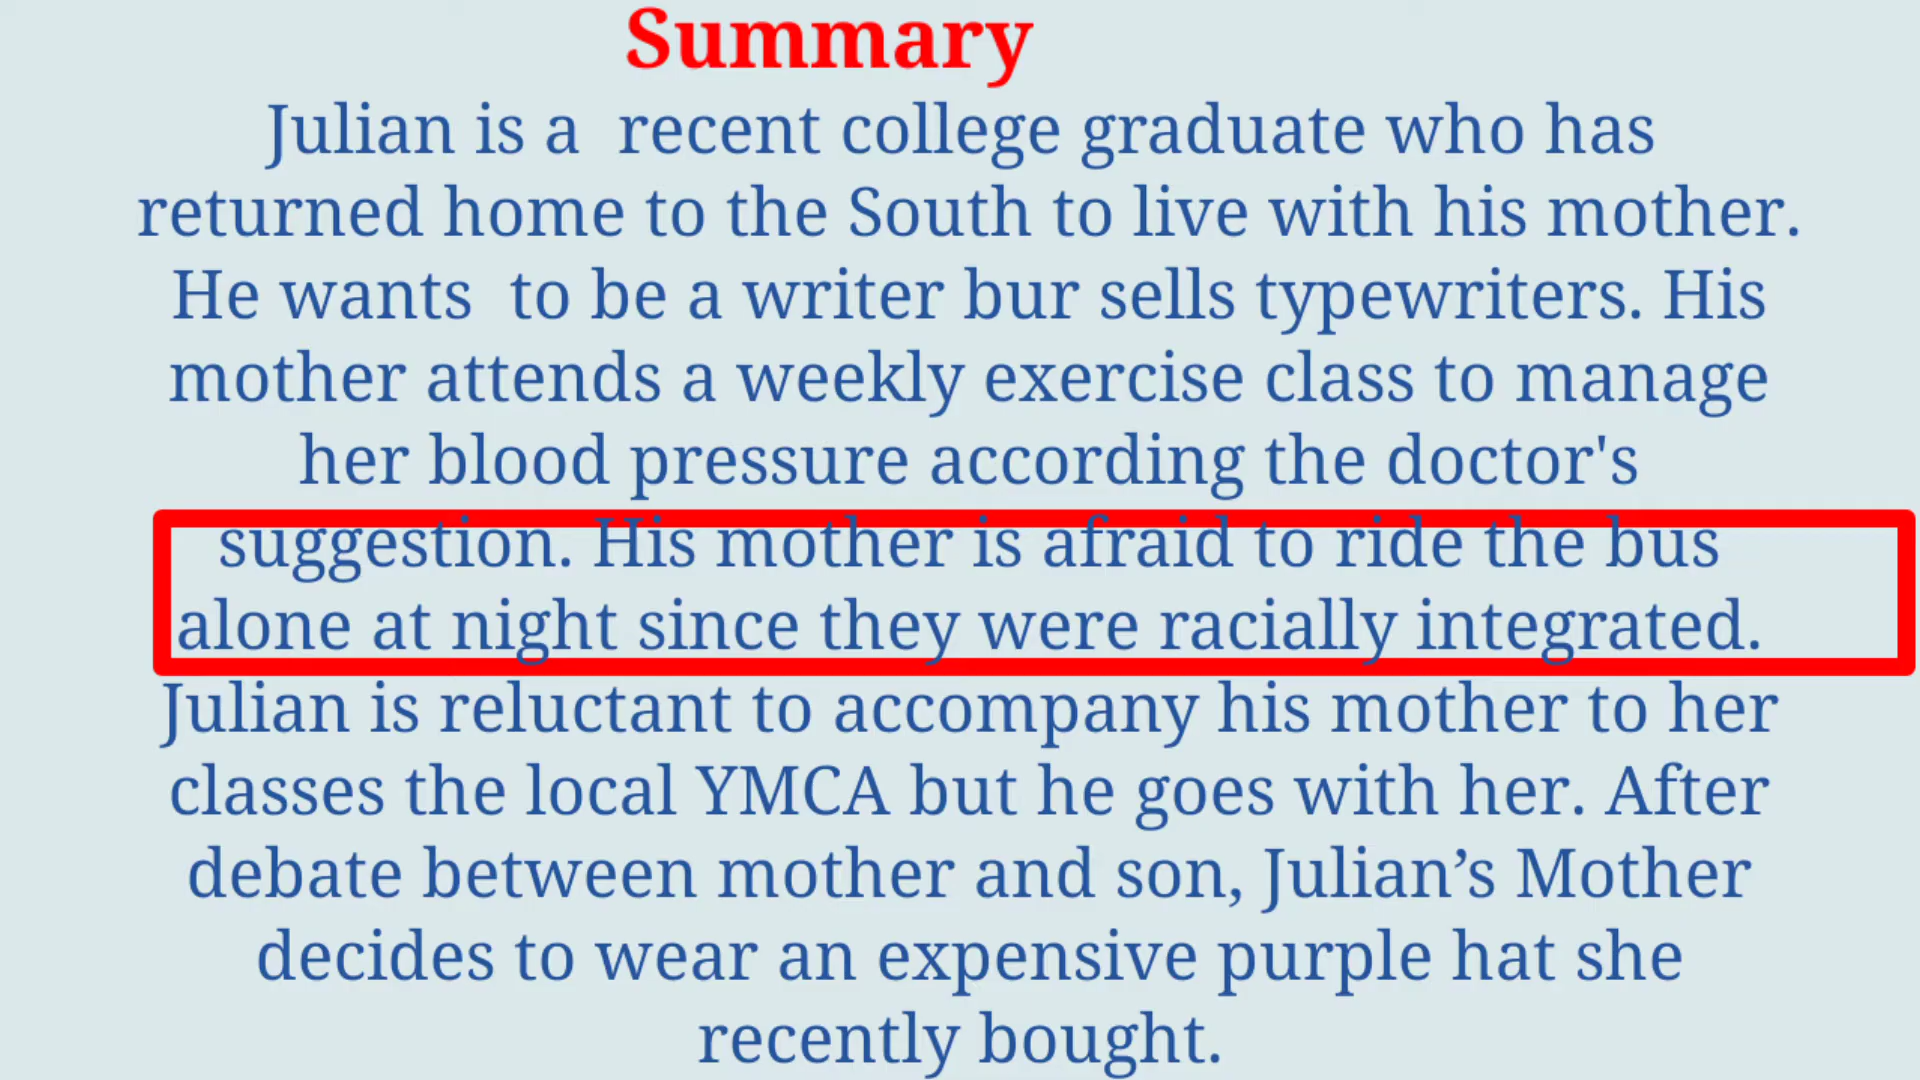 Summary
Julian is a  recent college graduate who has
returned home to the South to live with his mother.
He wants  to be a writer bur sells typewriters. His
mother attends a weekly exercise class to manage
her blood pressure according the doctor's
suggestion. His mother is afraid to ride the bus
alone at night since they were racially integrated.
Julian is reluctant to accompany his mother to her
classes the local YMCA but he goes with her. After
debate between mother and son, Julian’s Mother
decides to wear an expensive purple hat she
recently bought.